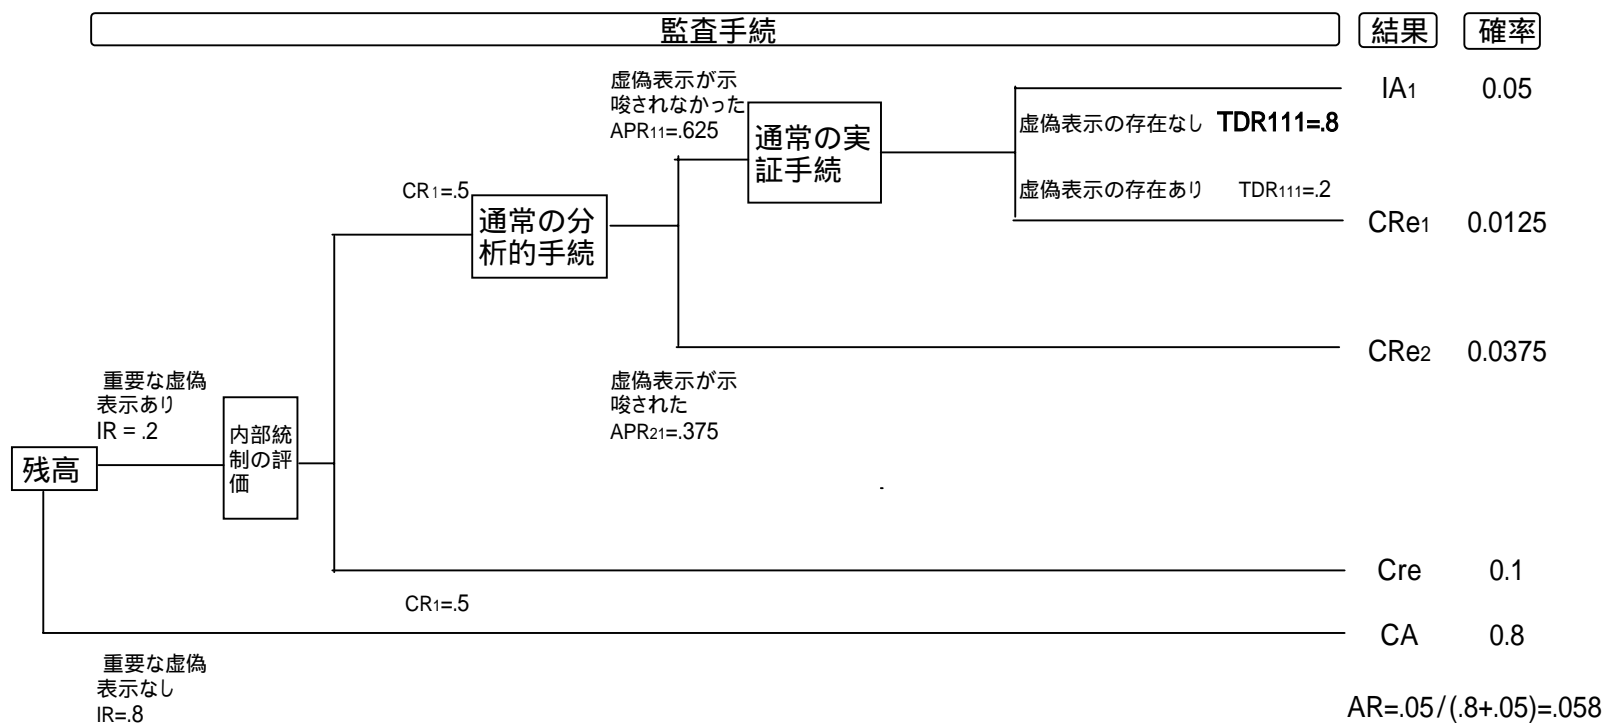 監査手続
結果
確率
虚偽表示が示
唆されなかった
APR11=.625
通常の実
証手続
IA1
0.05
虚偽表示の存在なし TDR111=.8
虚偽表示の存在あり TDR111=.2
CR1=.5
通常の分
析的手続
CRe1
0.0125
CRe2
0.0375
重要な虚偽
表示あり
IR = .2
虚偽表示が示
唆された
APR21=.375
内部統
制の評
価
残高
Cre
0.1
CR1=.5
CA
0.8
重要な虚偽
表示なし
IR=.8
AR=.05/(.8+.05)=.058